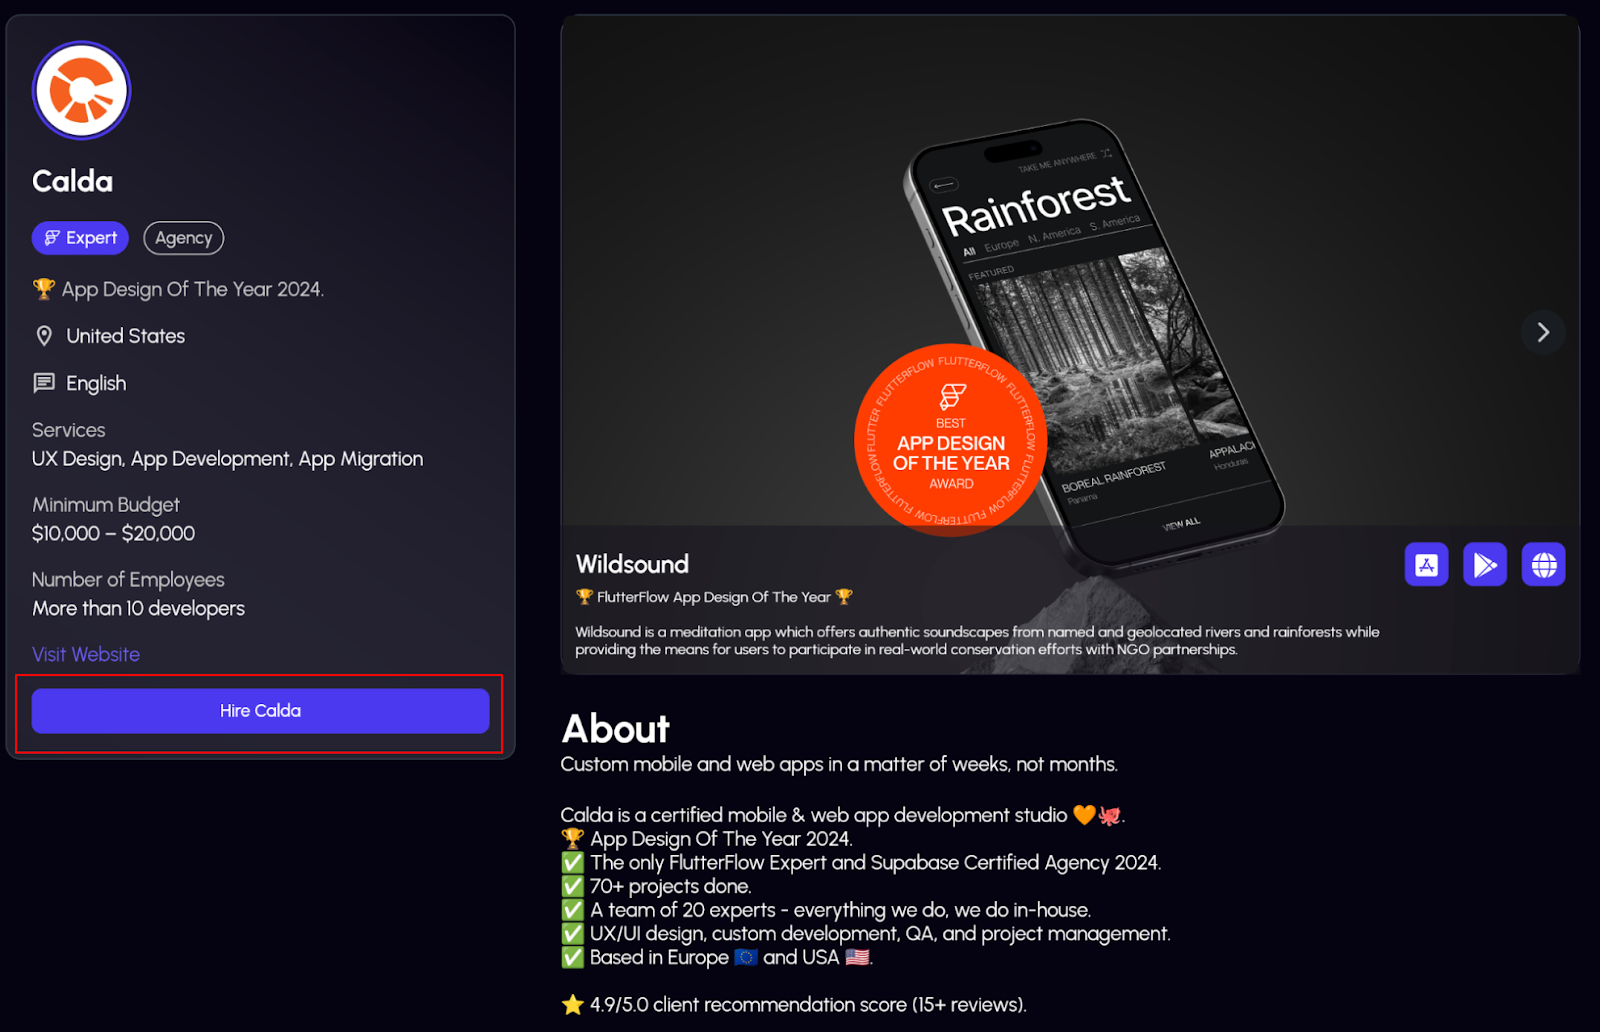 Calda
Expert
Agency
🏆 App Design Of The Year 2024.
United States
English
Services
UX Design, App Development, App Migration
Minimum Budget
$10,000 – $20,000
Number of Employees
More than 10 developers
Visit Website
Hire Calda
TAKE ME ANYWHERE
Rainforest
All Europe N. America S. America
FEATURED
BOREAL RAINFOREST
Panama
APPALACI
Honduras
VIEW ALL
FLUTTERFLOW FLUTTERFLOW FLUTTERFLOW FLUTTERFLOW FLUTTER
BEST
APP DESIGN
OF THE YEAR
AWARD
Wildsound
🏆 FlutterFlow App Design Of The Year 🏆
Wildsound is a meditation app which offers authentic soundscapes from named and geolocated rivers and rainforests while
providing the means for users to participate in real-world conservation efforts with NGO partnerships.
About
Custom mobile and web apps in a matter of weeks, not months.
Calda is a certified mobile & web app development studio 🧡🐙.
🏆 App Design Of The Year 2024.
✅ The only FlutterFlow Expert and Supabase Certified Agency 2024.
✅ 70+ projects done.
✅ A team of 20 experts - everything we do, we do in-house.
✅ UX/UI design, custom development, QA, and project management.
✅ Based in Europe 🇪🇺 and USA 🇺🇸.
⭐ 4.9/5.0 client recommendation score (15+ reviews).